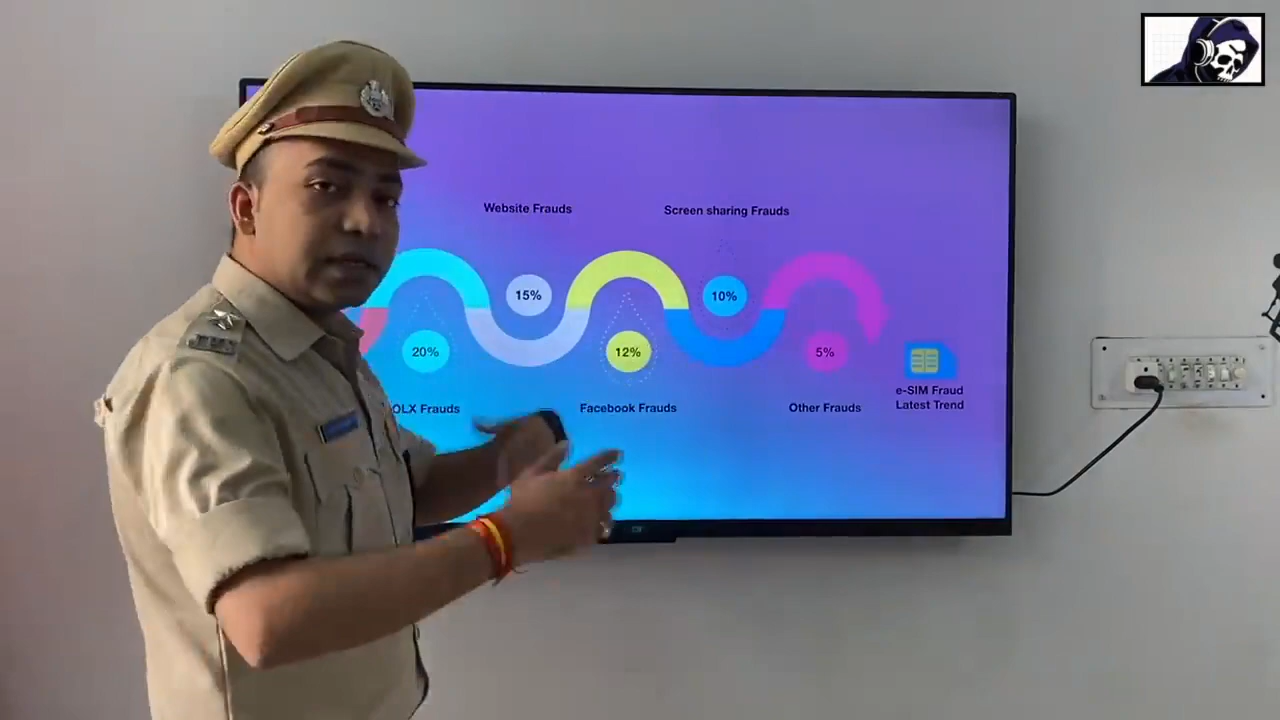 Website Frauds
Screen sharing Frauds
15%
10%
20%
12%
5%
OLX Frauds
Facebook Frauds
Other Frauds
e-SIM Fraud
Latest Trend